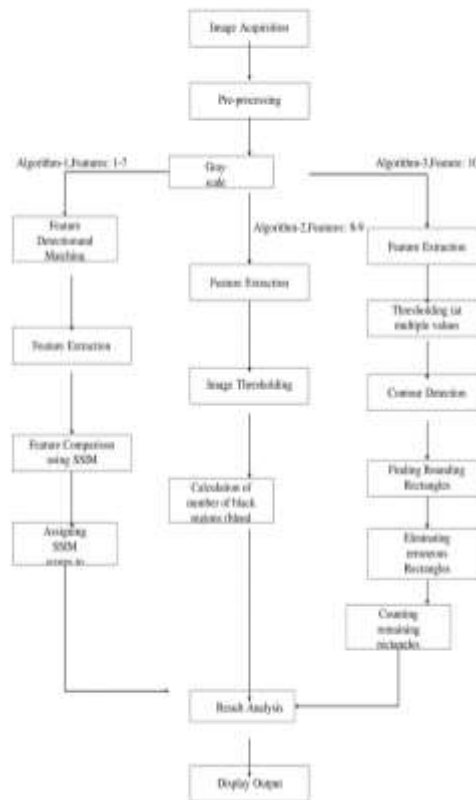 Image Acquisition
Pre-processing
Algorithm-1,Features: 1-7
Gray
scale
Algorithm-3,Feature: 10
Feature
Detectionand
Matching
Algorithm-2,Features: 8-9
Feature Extraction
Feature Extraction
Thresholding (at
multiple values
Feature Extraction
Image Thresholding
Contour Detection
Feature Comparison
using SSIM
Calculation of
number of black
Finding Bounding
Rectangles
Assigning
SSIM
Eliminating
erroneous
Rectangles
Counting
remaining
rectangles
Result Analysis
Display Output